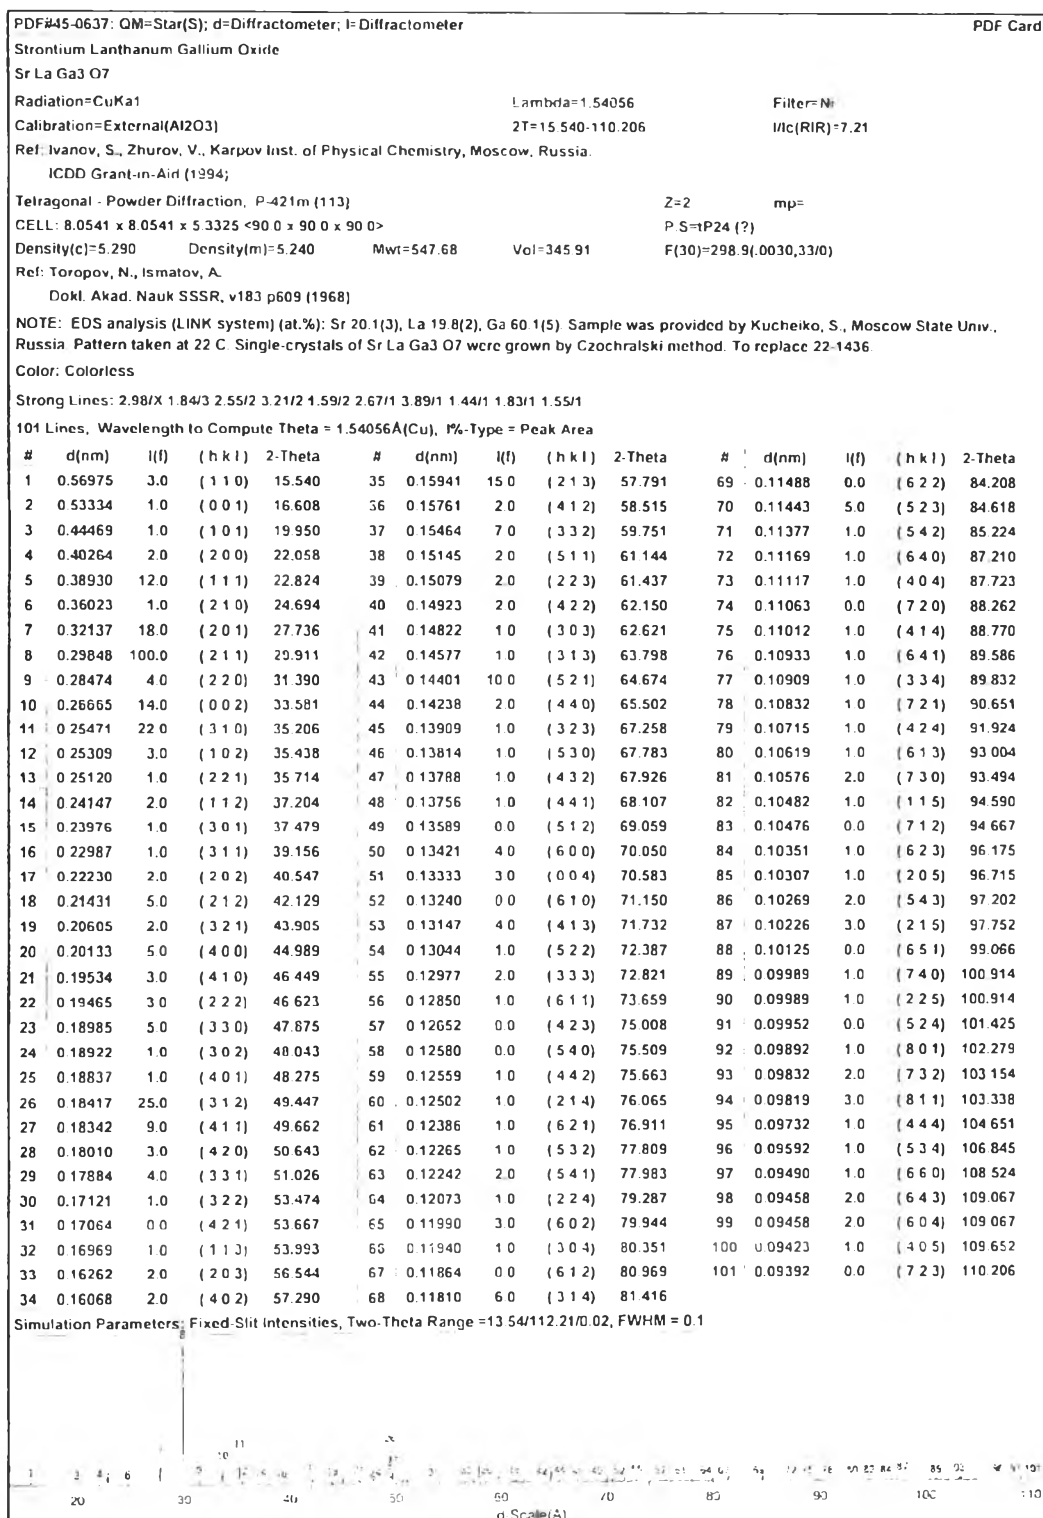 PDF#45-0637: QM=Star(S); d=Diffractometer; I=Diffractometer PDF Card
Strontium Lanthanum Gallium Oxide
Sr La Ga3 O7
Radiation=CuKa1 Lambda=1.54056 Filter=Ni
Calibration=External(Al2O3) 2T=15.540-110.206 I/Ic(RIR)=7.21
Ref: Ivanov, S., Zhurov, V., Karpov Inst. of Physical Chemistry, Moscow, Russia.
ICDD Grant-in-Aid (1994)
Tetragonal - Powder Diffraction, P-421m (113) Z=2 mp=
CELL: 8.0541 x 8.0541 x 5.3325 <90.0 x 90.0 x 90.0> P.S=tP24 (?)
Density(c)=5.290 Density(m)=5.240 Mwt=547.68 Vol=345.91 F(30)=298.9(.0030,33/0)
Ref: Toropov, N., Ismatov, A.
Dokl. Akad. Nauk SSSR, v183 p609 (1968)
NOTE: EDS analysis (LINK system) (at.%): Sr 20.1(3), La 19.8(2), Ga 60.1(5). Sample was provided by Kucheiko, S., Moscow State Univ.,
Russia. Pattern taken at 22 C. Single-crystals of Sr La Ga3 O7 were grown by Czochralski method. To replace 22-1436.
Color: Colorless
Strong Lines: 2.98/X 1.84/3 2.55/2 3.21/2 1.59/2 2.67/1 3.89/1 1.44/1 1.83/1 1.55/1
101 Lines, Wavelength to Compute Theta = 1.54056Å(Cu), I%-Type = Peak Area
# d(nm) I(f) (h k l) 2-Theta # d(nm) I(f) (h k l) 2-Theta # d(nm) I(f) (h k l) 2-Theta
1 0.56975 3.0 (1 1 0) 15.540 35 0.15941 15.0 (2 1 3) 57.791 69 0.11488 0.0 (6 2 2) 84.208
2 0.53334 1.0 (0 0 1) 16.608 36 0.15761 2.0 (4 1 2) 58.515 70 0.11443 5.0 (5 2 3) 84.618
3 0.44469 1.0 (1 0 1) 19.950 37 0.15464 7.0 (3 3 2) 59.751 71 0.11377 1.0 (5 4 2) 85.224
4 0.40264 2.0 (2 0 0) 22.058 38 0.15145 2.0 (5 1 1) 61.144 72 0.11169 1.0 (6 4 0) 87.210
5 0.38930 12.0 (1 1 1) 22.824 39 0.15079 2.0 (2 2 3) 61.437 73 0.11117 1.0 (4 0 4) 87.723
6 0.36023 1.0 (2 1 0) 24.694 40 0.14923 2.0 (4 2 2) 62.150 74 0.11063 0.0 (7 2 0) 88.262
7 0.32137 18.0 (2 0 1) 27.736 41 0.14822 1.0 (3 0 3) 62.621 75 0.11012 1.0 (4 1 4) 88.770
8 0.29848 100.0 (2 1 1) 29.911 42 0.14577 1.0 (3 1 3) 63.798 76 0.10933 1.0 (6 4 1) 89.586
9 0.28474 4.0 (2 2 0) 31.390 43 0.14401 10.0 (5 2 1) 64.674 77 0.10909 1.0 (3 3 4) 89.832
10 0.26665 14.0 (0 0 2) 33.581 44 0.14238 2.0 (4 4 0) 65.502 78 0.10832 1.0 (7 2 1) 90.651
11 0.25471 22.0 (3 1 0) 35.206 45 0.13909 1.0 (3 2 3) 67.258 79 0.10715 1.0 (4 2 4) 91.924
12 0.25309 3.0 (1 0 2) 35.438 46 0.13814 1.0 (5 3 0) 67.783 80 0.10619 1.0 (6 1 3) 93.004
13 0.25120 1.0 (2 2 1) 35.714 47 0.13788 1.0 (4 3 2) 67.926 81 0.10576 2.0 (7 3 0) 93.494
14 0.24147 2.0 (1 1 2) 37.204 48 0.13756 1.0 (4 4 1) 68.107 82 0.10482 1.0 (1 1 5) 94.590
15 0.23976 1.0 (3 0 1) 37.479 49 0.13589 0.0 (5 1 2) 69.059 83 0.10476 0.0 (7 1 2) 94.667
16 0.22987 1.0 (3 1 1) 39.156 50 0.13421 4.0 (6 0 0) 70.050 84 0.10351 1.0 (6 2 3) 96.175
17 0.22230 2.0 (2 0 2) 40.547 51 0.13333 3.0 (0 0 4) 70.583 85 0.10307 1.0 (2 0 5) 96.715
18 0.21431 5.0 (2 1 2) 42.129 52 0.13240 0.0 (6 1 0) 71.150 86 0.10269 2.0 (5 4 3) 97.202
19 0.20605 2.0 (3 2 1) 43.905 53 0.13147 4.0 (4 1 3) 71.732 87 0.10226 3.0 (2 1 5) 97.752
20 0.20133 5.0 (4 0 0) 44.989 54 0.13044 1.0 (5 2 2) 72.387 88 0.10125 0.0 (6 5 1) 99.066
21 0.19534 3.0 (4 1 0) 46.449 55 0.12977 2.0 (3 3 3) 72.821 89 0.09989 1.0 (7 4 0) 100.914
22 0.19465 3.0 (2 2 2) 46.623 56 0.12850 1.0 (6 1 1) 73.659 90 0.09989 1.0 (2 2 5) 100.914
23 0.18985 5.0 (3 3 0) 47.875 57 0.12652 0.0 (4 2 3) 75.008 91 0.09952 0.0 (5 2 4) 101.425
24 0.18922 1.0 (3 0 2) 48.043 58 0.12580 0.0 (5 4 0) 75.509 92 0.09892 1.0 (8 0 1) 102.279
25 0.18837 1.0 (4 0 1) 48.275 59 0.12559 1.0 (4 4 2) 75.663 93 0.09832 2.0 (7 3 2) 103.154
26 0.18417 25.0 (3 1 2) 49.447 60 0.12502 1.0 (2 1 4) 76.065 94 0.09819 3.0 (8 1 1) 103.338
27 0.18342 9.0 (4 1 1) 49.662 61 0.12386 1.0 (6 2 1) 76.911 95 0.09732 1.0 (4 4 4) 104.651
28 0.18010 3.0 (4 2 0) 50.643 62 0.12265 1.0 (5 3 2) 77.809 96 0.09592 1.0 (5 3 4) 106.845
29 0.17884 4.0 (3 3 1) 51.026 63 0.12242 2.0 (5 4 1) 77.983 97 0.09490 1.0 (6 6 0) 108.524
30 0.17121 1.0 (3 2 2) 53.474 64 0.12073 1.0 (2 2 4) 79.287 98 0.09458 2.0 (6 4 3) 109.067
31 0.17064 0.0 (4 2 1) 53.667 65 0.11990 3.0 (6 0 2) 79.944 99 0.09458 2.0 (6 0 4) 109.067
32 0.16969 1.0 (1 1 3) 53.993 66 0.11940 1.0 (3 0 4) 80.351 100 0.09423 1.0 (4 0 5) 109.652
33 0.16262 2.0 (2 0 3) 56.544 67 0.11864 0.0 (6 1 2) 80.969 101 0.09392 0.0 (7 2 3) 110.206
34 0.16068 2.0 (4 0 2) 57.290 68 0.11810 6.0 (3 1 4) 81.416
Simulation Parameters: Fixed-Slit Intensities, Two-Theta Range =13.54/112.21/0.02, FWHM = 0.1
20 30 40 50 60 70 80 90 100 110
d Scale(Å)